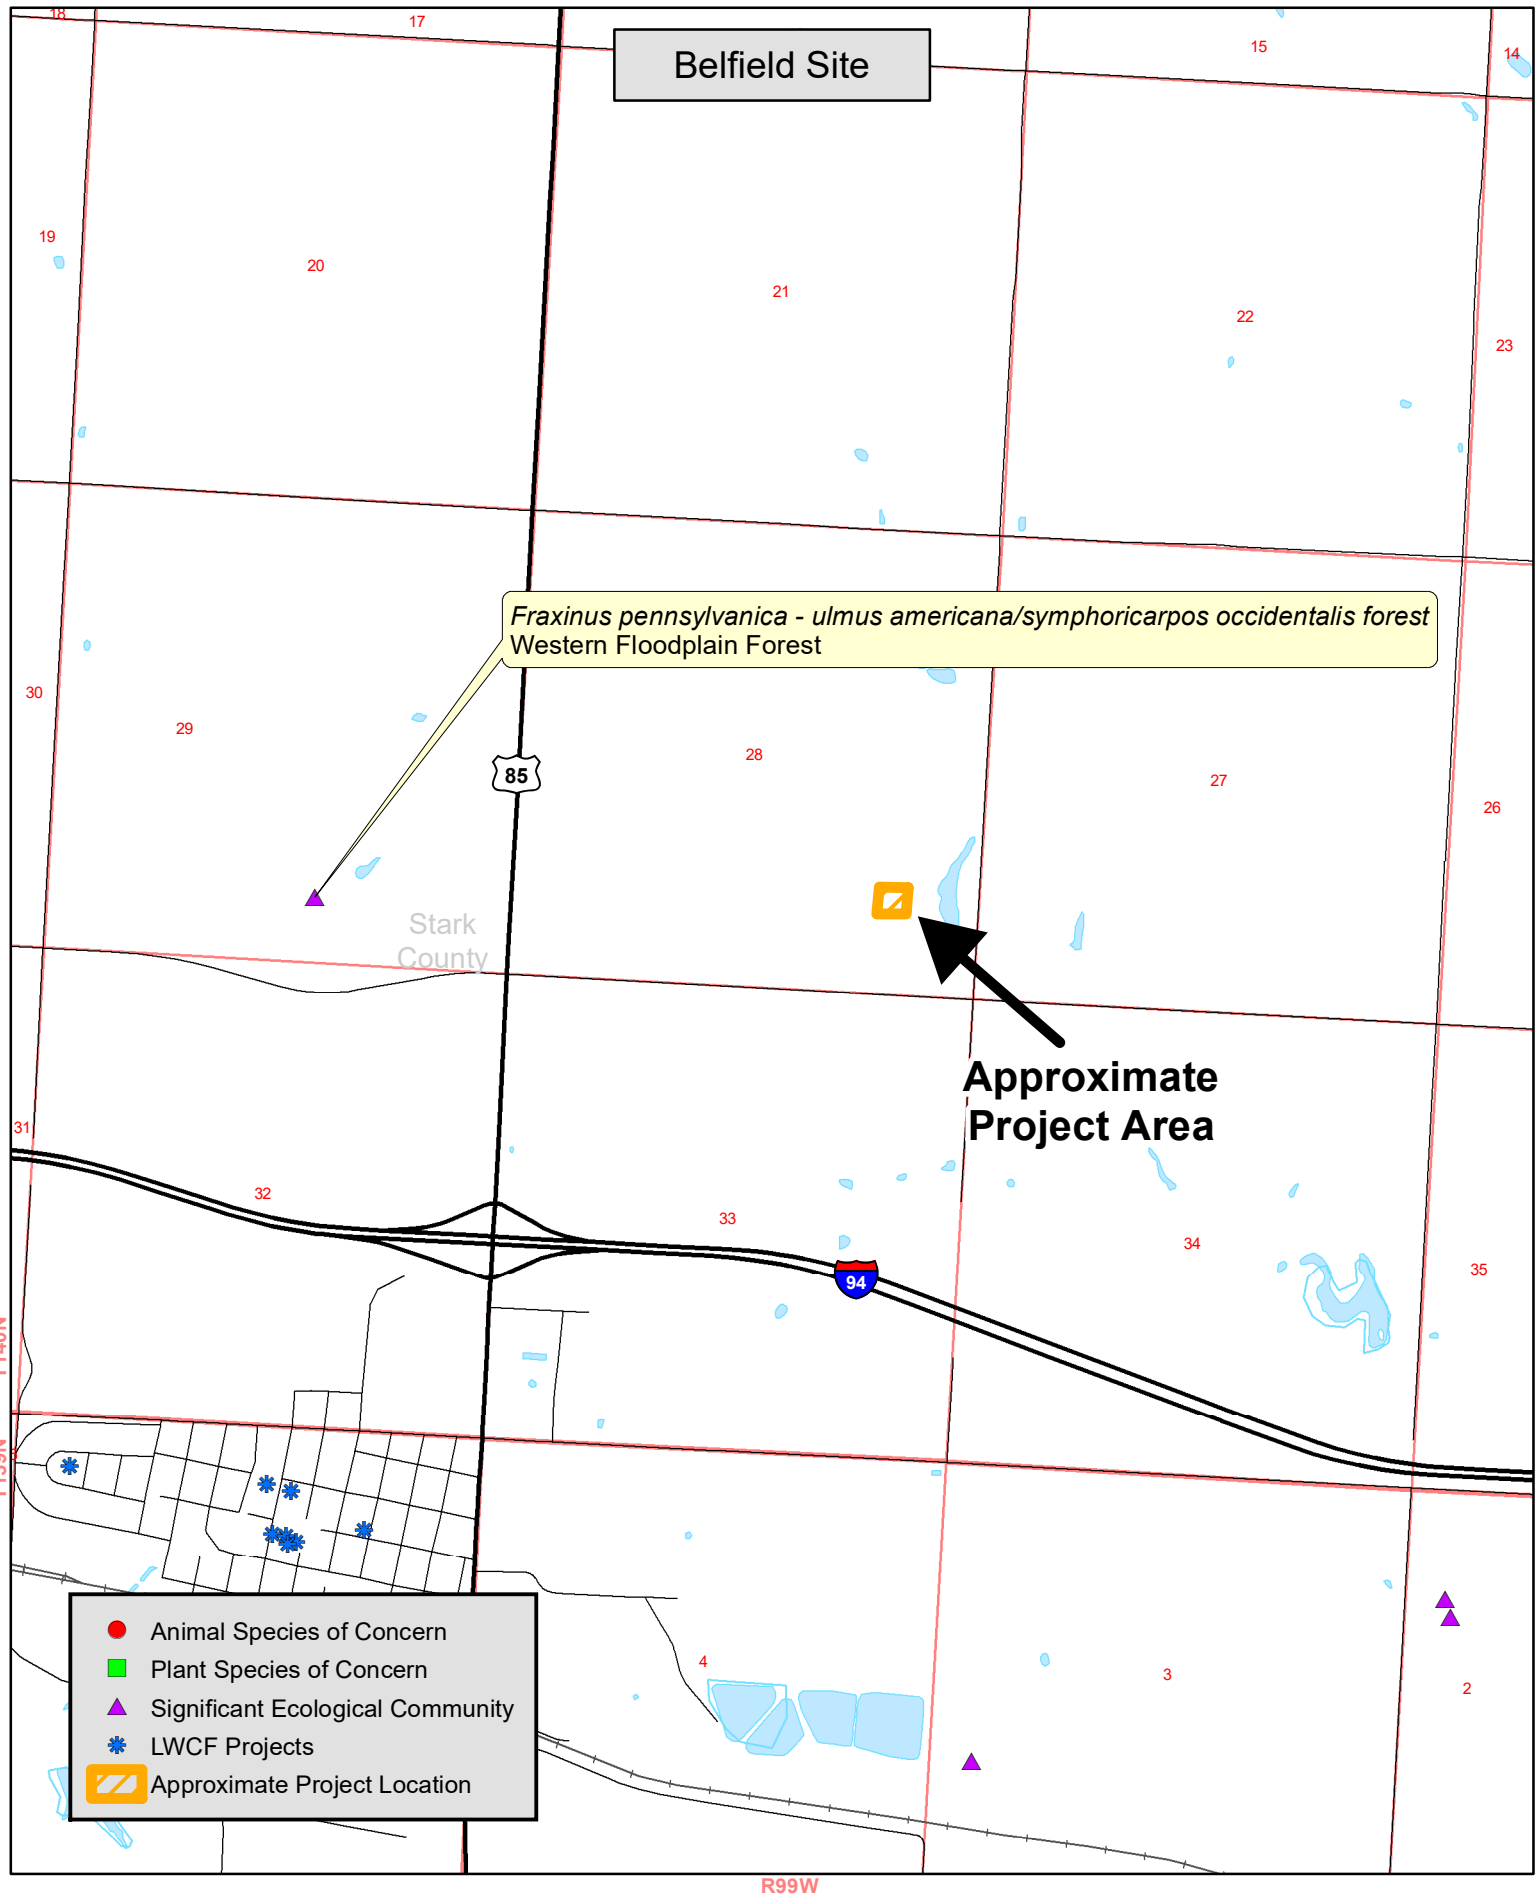 18
17
15
14
Belfield Site
19
20
21
22
23
Fraxinus pennsylvanica - ulmus americana/symphoricarpos occidentalis forest
Western Floodplain Forest
30
29
28
27
26
85
Stark
County
Approximate
Project Area
31
32
33
34
35
94
Animal Species of Concern
Plant Species of Concern
Significant Ecological Community
LWCF Projects
Approximate Project Location
4
3
2
R99W